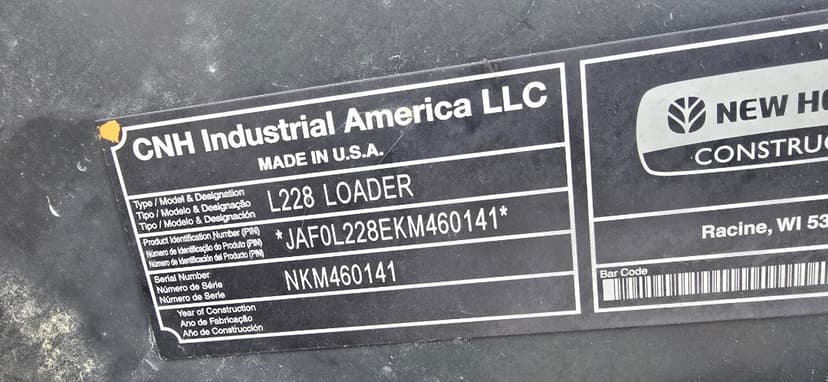 CNH Industrial America LLC
MADE IN U.S.A.
Type / Model & Designation
Tipo / Modelo & Designação
Tipo / Modelo & Designación
L228 LOADER
Product Identification Number (PIN)
Número de Identificação do Produto (PIN)
Número de Identificación del Producto (PIN)
*JAF0L228EKM460141*
Serial Number
Número de Série
Número de Serie
NKM460141
Year of Construction
Ano de Fabricação
Año de Construcción
NEW HO
CONSTRUC
Racine, WI 53
Bar Code